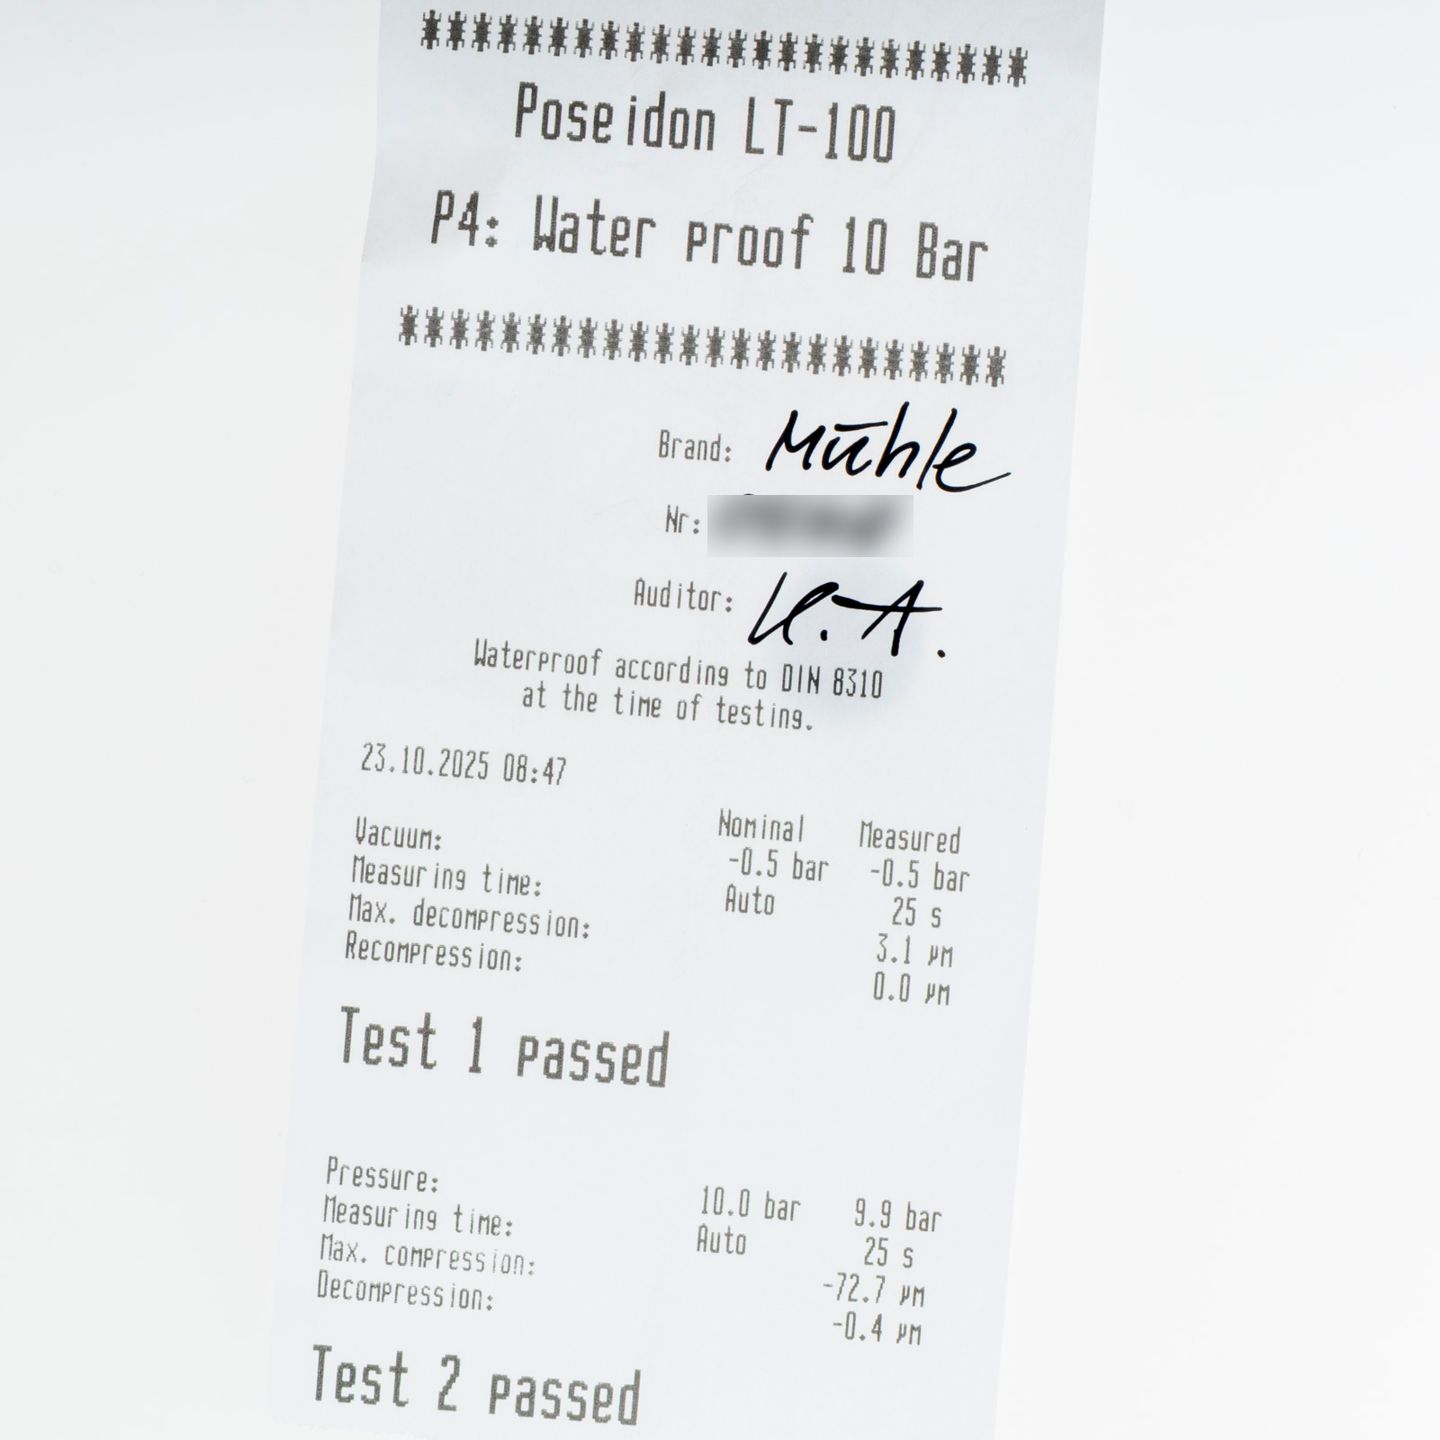 Poseidon LT-100
P4: Water proof 10 Bar
Brand: Mühle
Nr:
Auditor: K.A.
Waterproof according to DIN 8310
at the time of testing.
23.10.2025 08:47
Nominal Measured
Vacuum: -0.5 bar -0.5 bar
Measuring time: Auto 25 s
Max. decompression: 3.1 µm
Recompression: 0.0 µm
Test 1 passed
Pressure: 10.0 bar 9.9 bar
Measuring time: Auto 25 s
Max. compression: -72.7 µm
Decompression: -0.4 µm
Test 2 passed